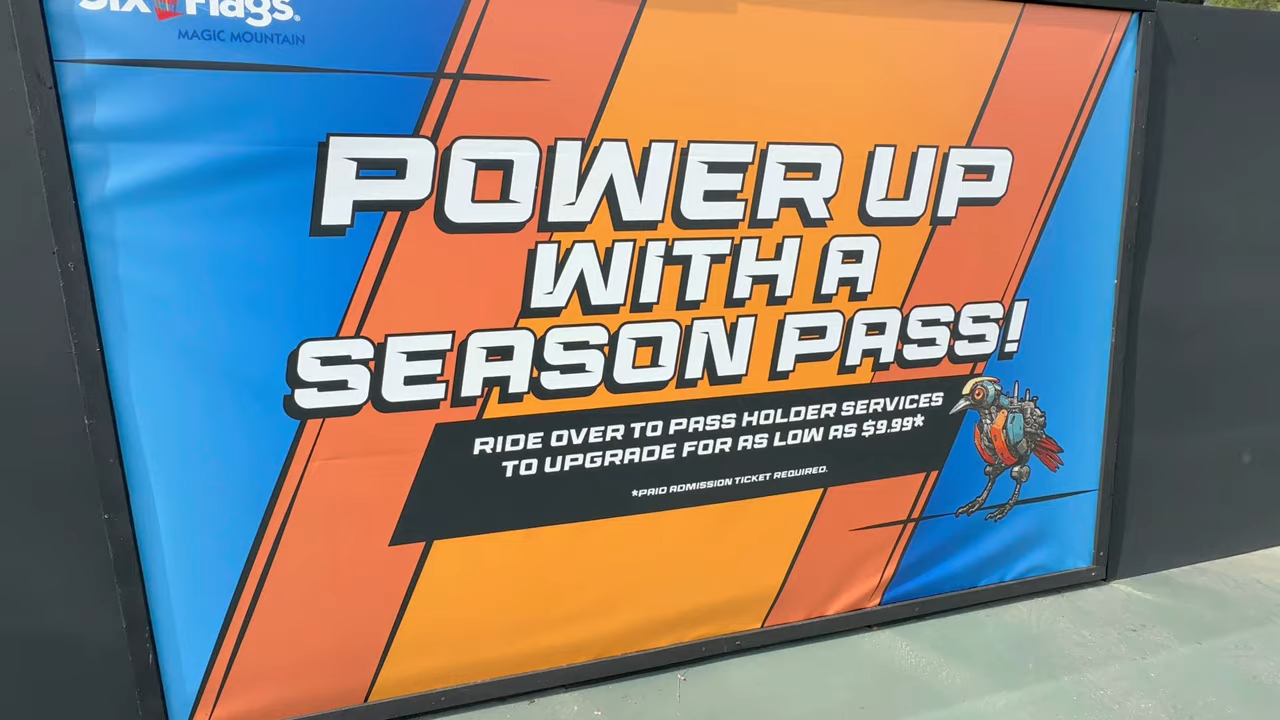 Six Flags®
MAGIC MOUNTAIN
POWER UP
WITH A
SEASON PASS!
RIDE OVER TO PASS HOLDER SERVICES
TO UPGRADE FOR AS LOW AS $9.99*
*PAID ADMISSION TICKET REQUIRED.